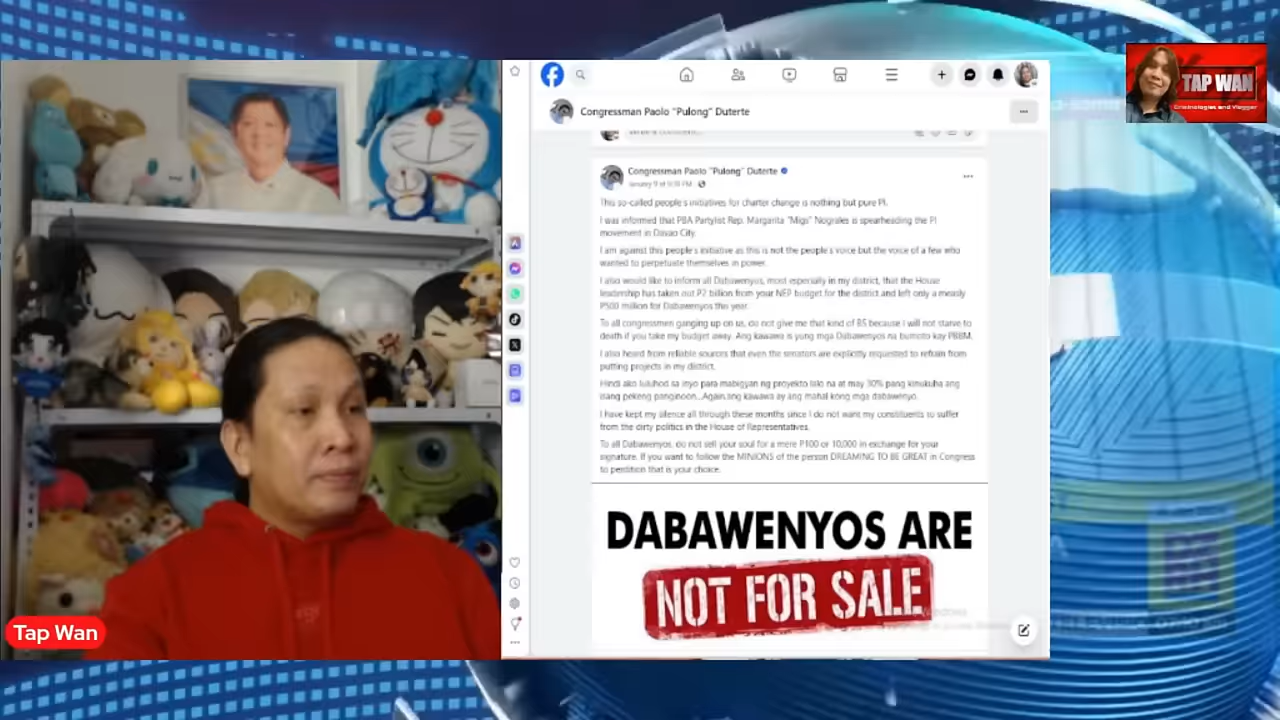 TAP WAN
Criminologist and Vlogger
Congressman Paolo "Pulong" Duterte
Write a comment...
Congressman Paolo "Pulong" Duterte
This so-called people's initiatives for charter change is nothing but pure PI.
I was informed that PBA Partylist Rep. Margarita "Migs" Nograles is spearheading the PI
movement in Davao City.
I am against this people's initiative as this is not the people's voice but the voice of a few who
wanted to perpetuate themselves in power.
I also would like to inform all Dabawenyos, most especially in my district, that the House
leadership has taken out P2 billion from your NEP budget for the district and left only a measly
P500 million for Dabawenyos this year.
To all congressmen ganging up on us, do not give me that kind of BS because I will not starve to
death if you take my budget away. Ang kawawa is yung mga Dabawenyos na bumoto kay PBBM.
I also heard from reliable sources that even the senators are explicitly requested to refrain from
putting projects in my district.
Hindi ako luluhod sa inyo para mabigyan ng proyekto lalo na at may 30% pang kinukuha ang
isang pekeng panginoon...Again,ang kawawa ay ang mahal kong mga dabawenyo.
I have kept my silence all through these months since I do not want my constituents to suffer
from the dirty politics in the House of Representatives.
To all Dabawenyos, do not sell your soul for a mere P100 or 10,000 in exchange for your
signature. If you want to follow the MINIONS of the person DREAMING TO BE GREAT in Congress
to perdition that is your choice.
DABAWENYOS ARE
NOT FOR SALE
Tap Wan